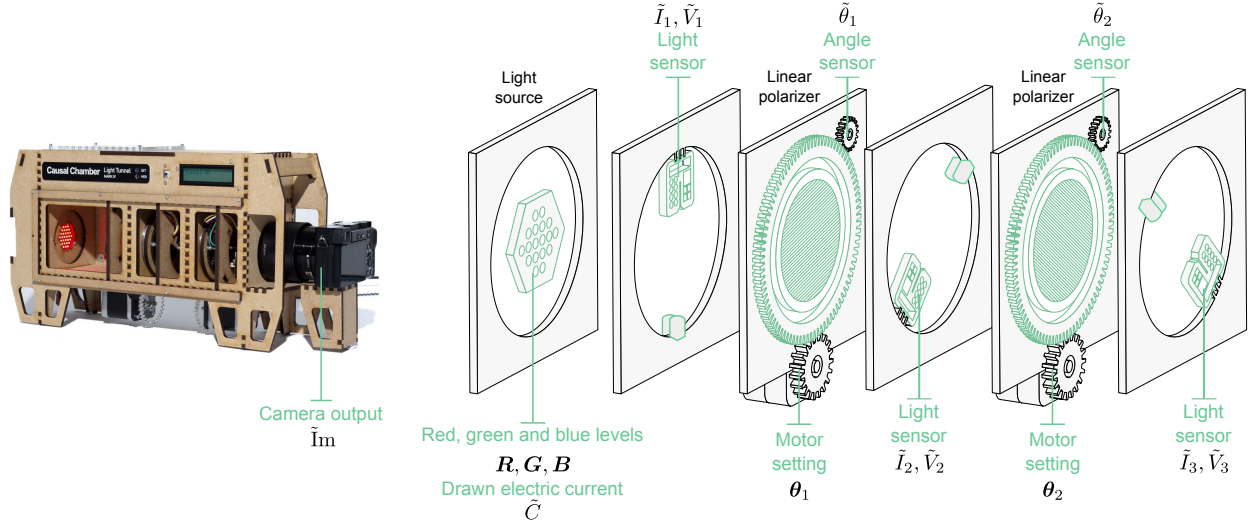 Causal Chamber
Light Tunnel
Camera output
Ĩm
Light
source
Red, green and blue levels
R, G, B
Drawn electric current
C̃
Ĩ₁, Ṽ₁
Light
sensor
Linear
polarizer
θ̃₁
Angle
sensor
Motor
setting
θ₁
Light
sensor
Ĩ₂, Ṽ₂
Linear
polarizer
θ̃₂
Angle
sensor
Motor
setting
θ₂
Light
sensor
Ĩ₃, Ṽ₃